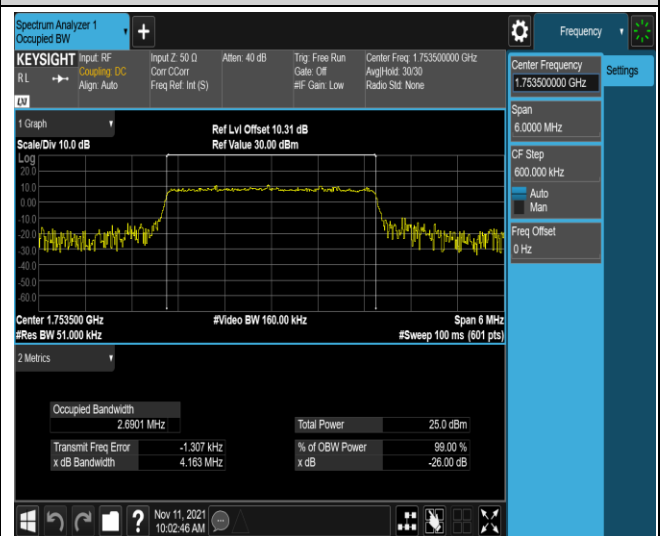 Spectrum Analyzer 1
Occupied BW
Frequency
KEYSIGHT
RL
LXI
Input: RF
Coupling: DC
Align: Auto
Input Z: 50 Ω
Corr CCorr
Freq Ref: Int (S)
Atten: 40 dB
Trig: Free Run
Gate: Off
#IF Gain: Low
Center Freq: 1.753500000 GHz
Avg|Hold: 30/30
Radio Std: None
Center Frequency
1.753500000 GHz
Settings
Span
6.0000 MHz
CF Step
600.000 kHz
Auto
Man
Freq Offset
0 Hz
1 Graph
Scale/Div 10.0 dB
Ref Lvl Offset 10.31 dB
Ref Value 30.00 dBm
Log
20.0
10.0
0.00
-10.0
-20.0
-30.0
-40.0
-50.0
-60.0
Center 1.753500 GHz
#Video BW 160.00 kHz
Span 6 MHz
#Res BW 51.000 kHz
#Sweep 100 ms (601 pts)
2 Metrics
Occupied Bandwidth
2.6901 MHz
Total Power 25.0 dBm
Transmit Freq Error -1.307 kHz
% of OBW Power 99.00 %
x dB Bandwidth 4.163 MHz
x dB -26.00 dB
?
Nov 11, 2021
10:02:46 AM